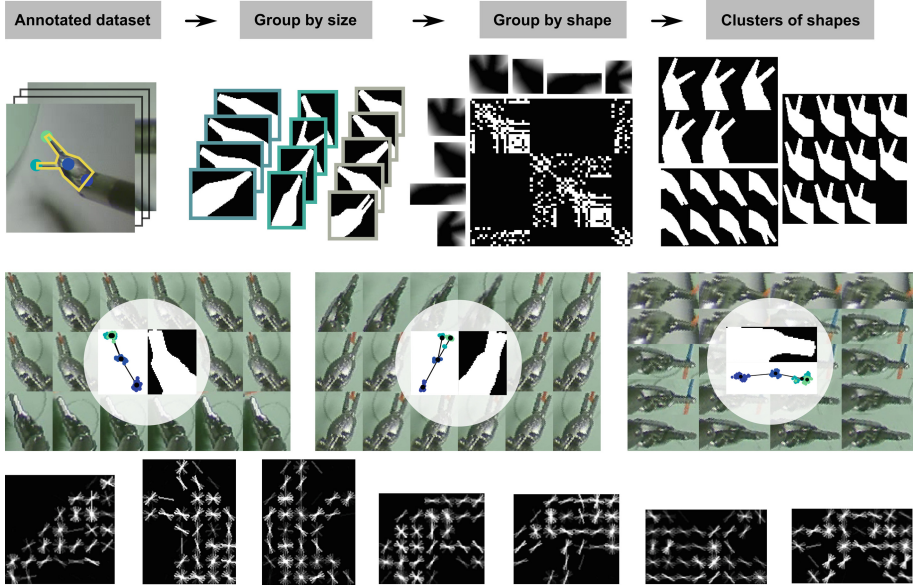 Annotated dataset
Group by size
Group by shape
Clusters of shapes